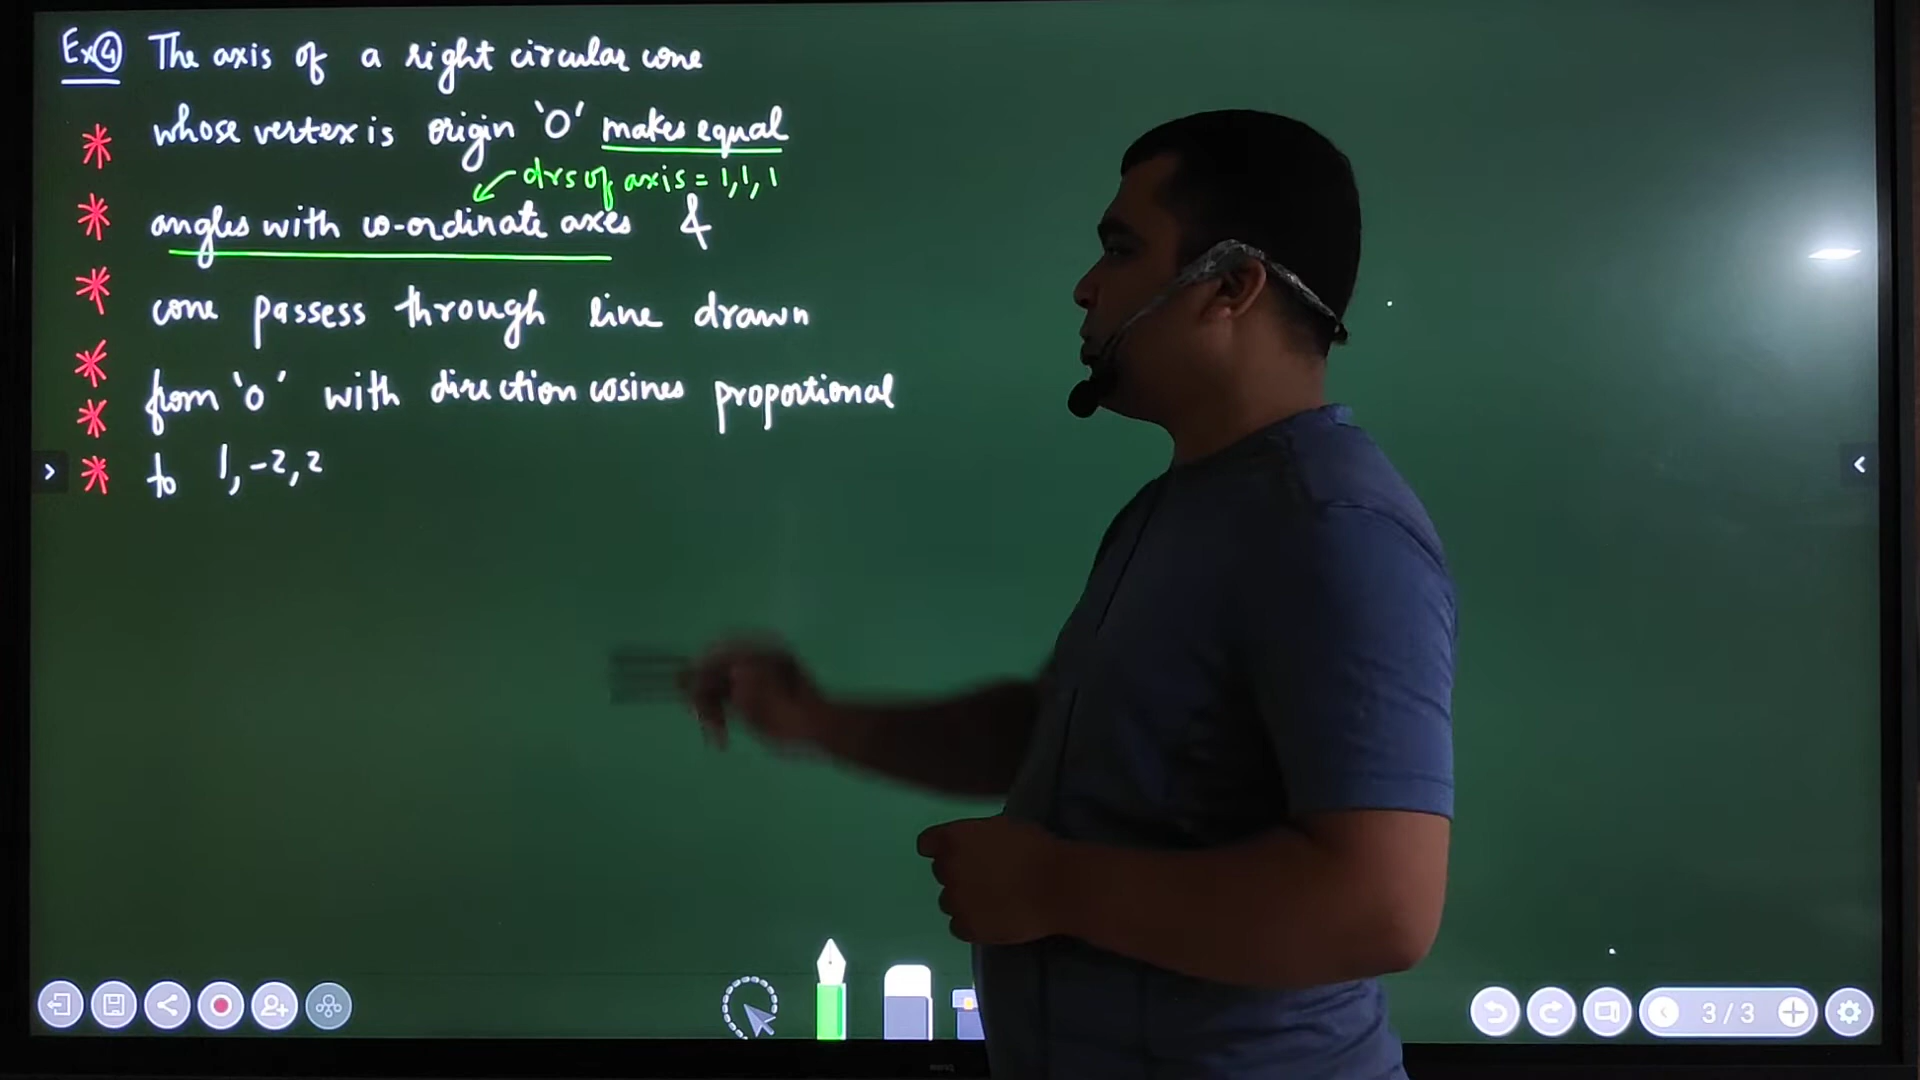 Ex④ The axis of a right circular cone
whose vertex is origin 'O' makes equal
drs of axis = 1, 1, 1
angles with co-ordinate axes &
cone passess through line drawn
from 'o' with direction cosines proportional
to 1, -2, 2
3 / 3